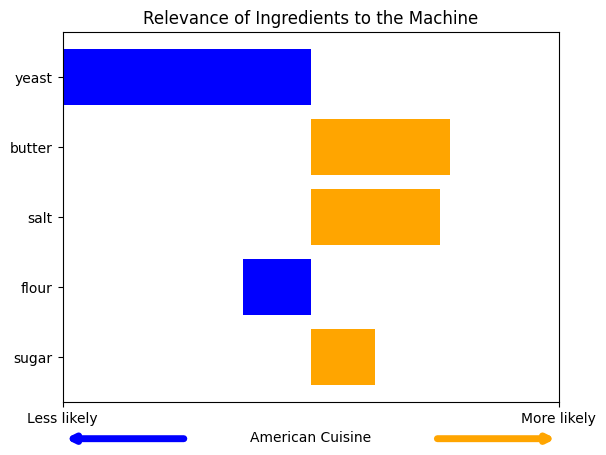 Relevance of Ingredients to the Machine
yeast
butter
salt
flour
sugar
Less likely
More likely
American Cuisine